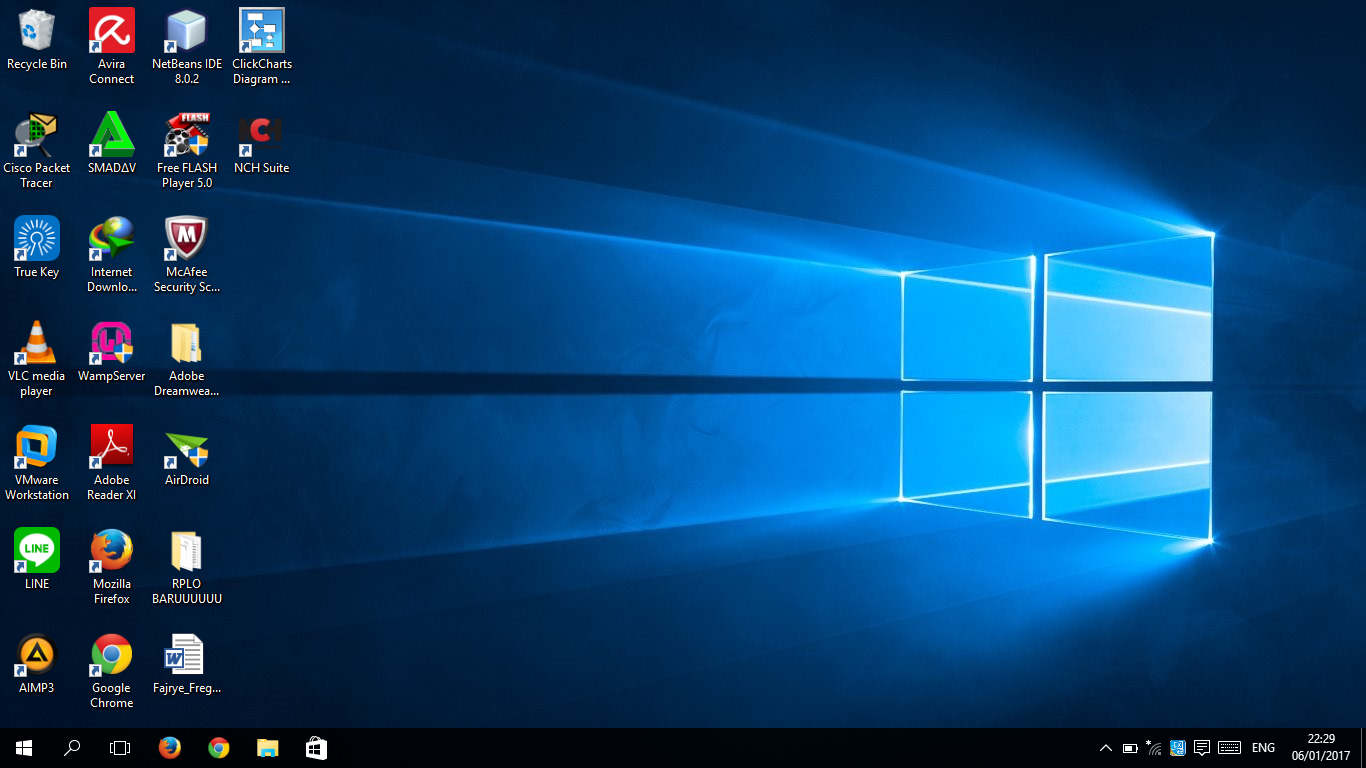 Recycle Bin
Avira
Connect
NetBeans IDE
8.0.2
ClickCharts
Diagram ...
Cisco Packet
Tracer
SMADΔV
FLASH
Free FLASH
Player 5.0
NCH Suite
True Key
Internet
Downlo...
McAfee
Security Sc...
VLC media
player
WampServer
Adobe
Dreamwea...
VMware
Workstation
Adobe
Reader XI
AirDroid
LINE
LINE
Mozilla
Firefox
RPLO
BARUUUUUU
AIMP3
Google
Chrome
Fajrye_Freg...
ENG
22:29
06/01/2017